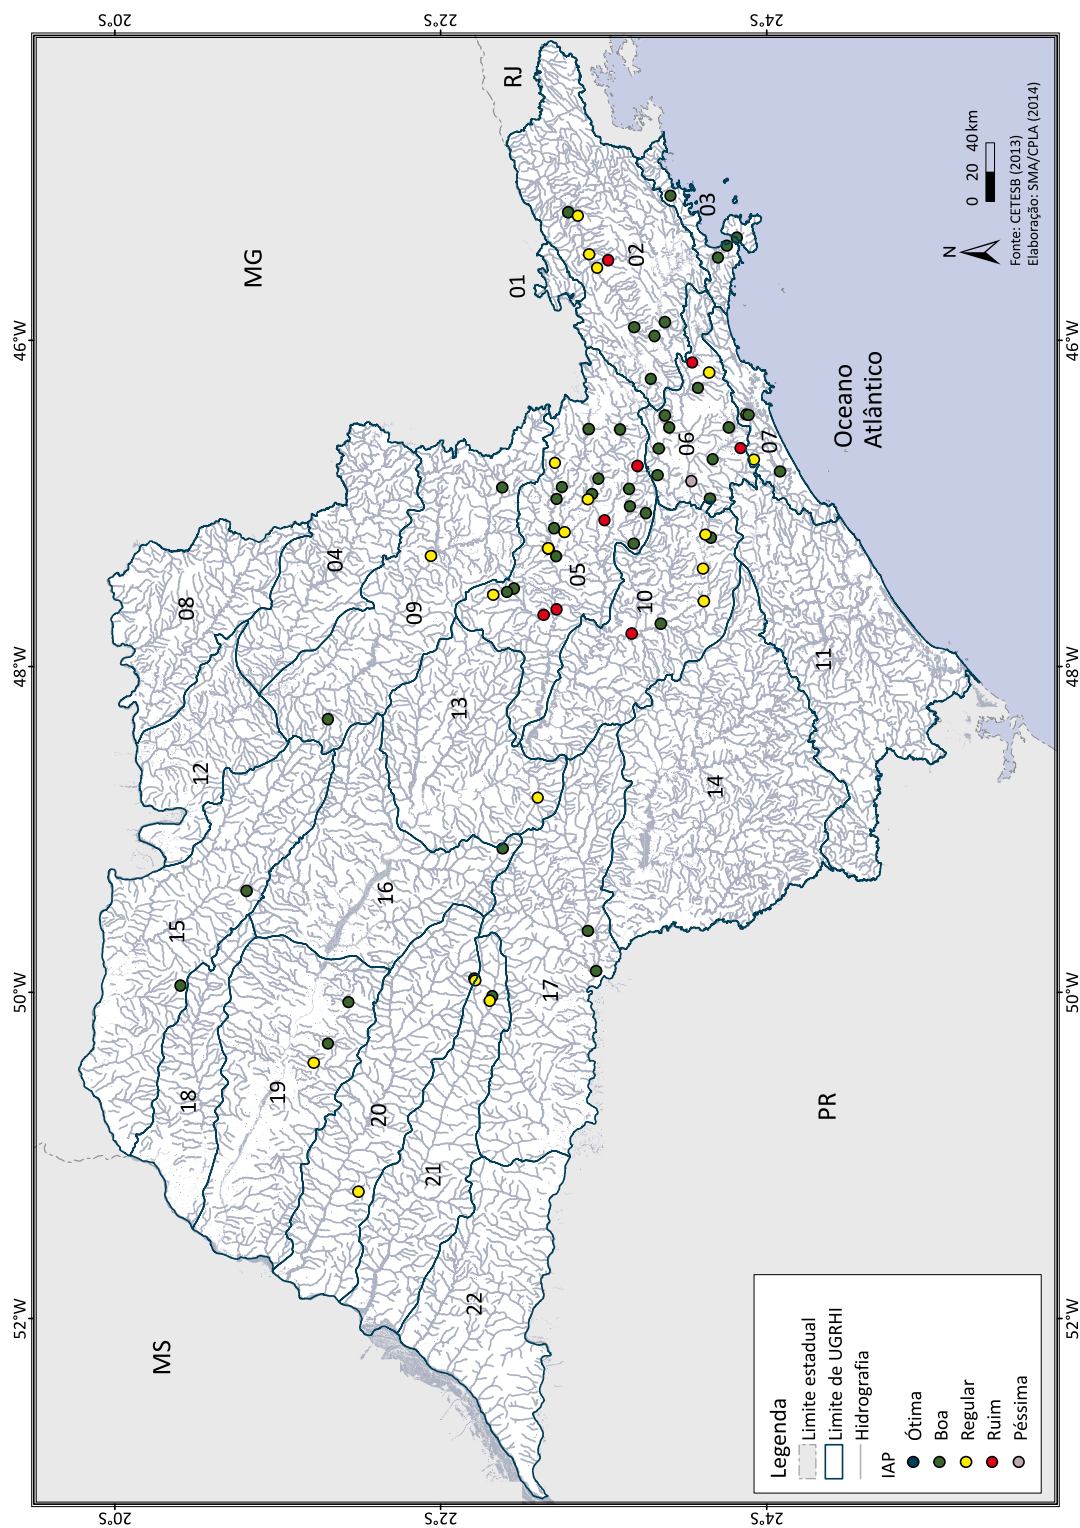 20°S
22°S
24°S
46°W
48°W
50°W
52°W
46°W
48°W
50°W
52°W
20°S
22°S
24°S
MS
MG
RJ
PR
Oceano
Atlântico
01
02
03
04
05
06
07
08
09
10
11
12
13
14
15
16
17
18
19
20
21
22
N
0 20 40 km
Fonte: CETESB (2013)
Elaboração: SMA/CPLA (2014)
Legenda
Limite estadual
Limite de UGRHI
Hidrografia
IAP
Ótima
Boa
Regular
Ruim
Péssima